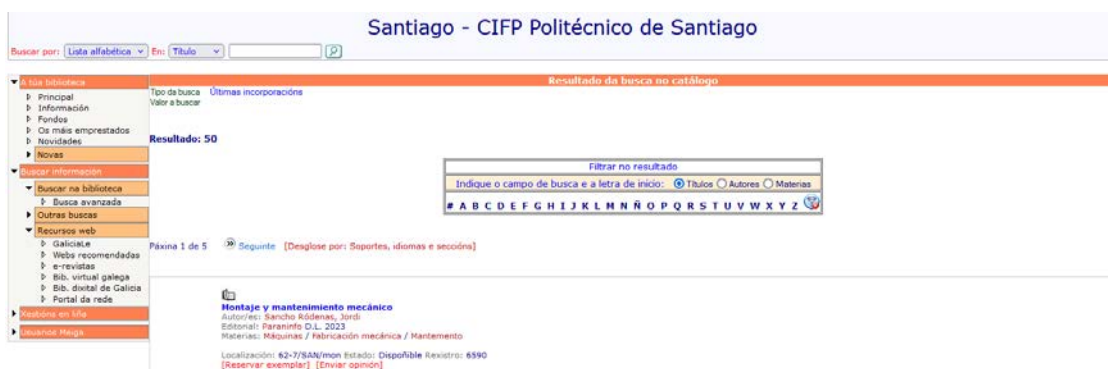 Santiago - CIFP Politécnico de Santiago
Buscar por: Lista alfabética En: Título
A túa biblioteca
Principal
Información
Fondos
Os máis emprestados
Novidades
Novas
Buscar información
Buscar na biblioteca
Busca avanzada
Outras buscas
Recursos web
GaliciaLe
Webs recomendadas
e-revistas
Bib. virtual galega
Bib. dixital de Galicia
Portal da rede
Xestións en liña
Usuarios Meiga
Resultado da busca no catálogo
Tipo da busca Últimas incorporacións
Valor a buscar
Resultado: 50
Filtrar no resultado
Indique o campo de busca e a letra de inicio: Títulos Autores Materias
# A B C D E F G H I J K L M N Ñ O P Q R S T U V W X Y Z
Páxina 1 de 5 Seguinte [Desglose por: Soportes, idiomas e seccións]
Montaje y mantenimiento mecánico
Autor/es: Sancho Ródenas, Jordi
Editorial: Paraninfo D.L. 2023
Materias: Máquinas / Fabricación mecánica / Mantemento
Localización: 62-7/SAN/mon Estado: Dispoñible Rexistro: 6590
[Reservar exemplar] [Enviar opinión]